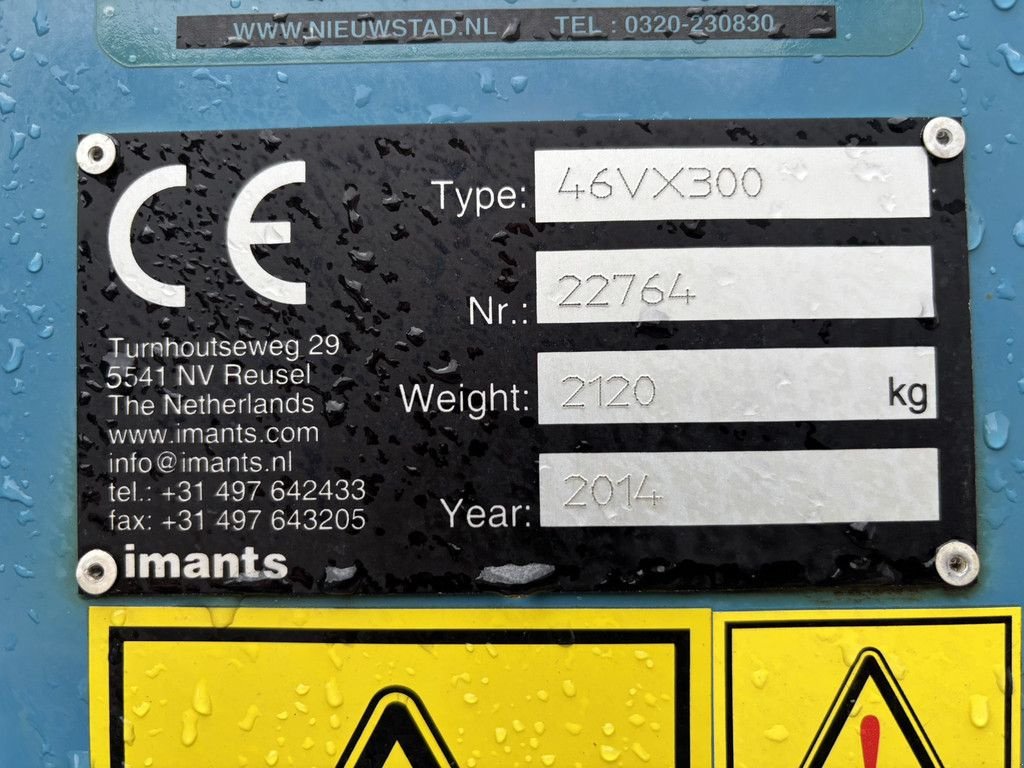 WWW.NIEUWSTAD.NL TEL : 0320-230830
CE
Type: 46VX300
Nr.: 22764
Weight: 2120 kg
Year: 2014
Turnhoutseweg 29
5541 NV Reusel
The Netherlands
www.imants.com
info@imants.nl
tel.: +31 497 642433
fax: +31 497 643205
imants